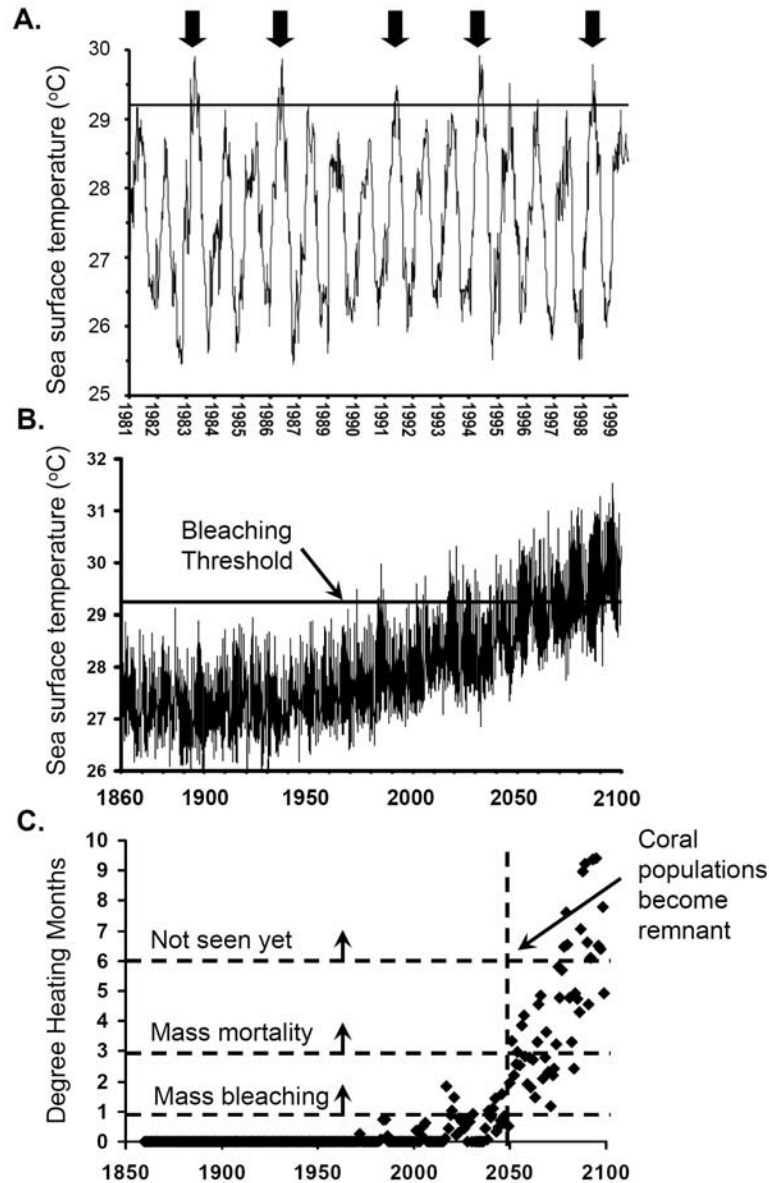 A.
Sea surface temperature (°C)
30
29
28
27
26
25
1981 1982 1983 1984 1985 1986 1987 1989 1990 1991 1992 1993 1994 1995 1996 1997 1998 1999
B.
Sea surface temperature (°C)
32
31
30
29
28
27
26
Bleaching
Threshold
1860 1900 1950 2000 2050 2100
C.
Degree Heating Months
10
9
8
7
6
5
4
3
2
1
0
Not seen yet
Mass mortality
Mass bleaching
Coral
populations
become
remnant
1850 1900 1950 2000 2050 2100